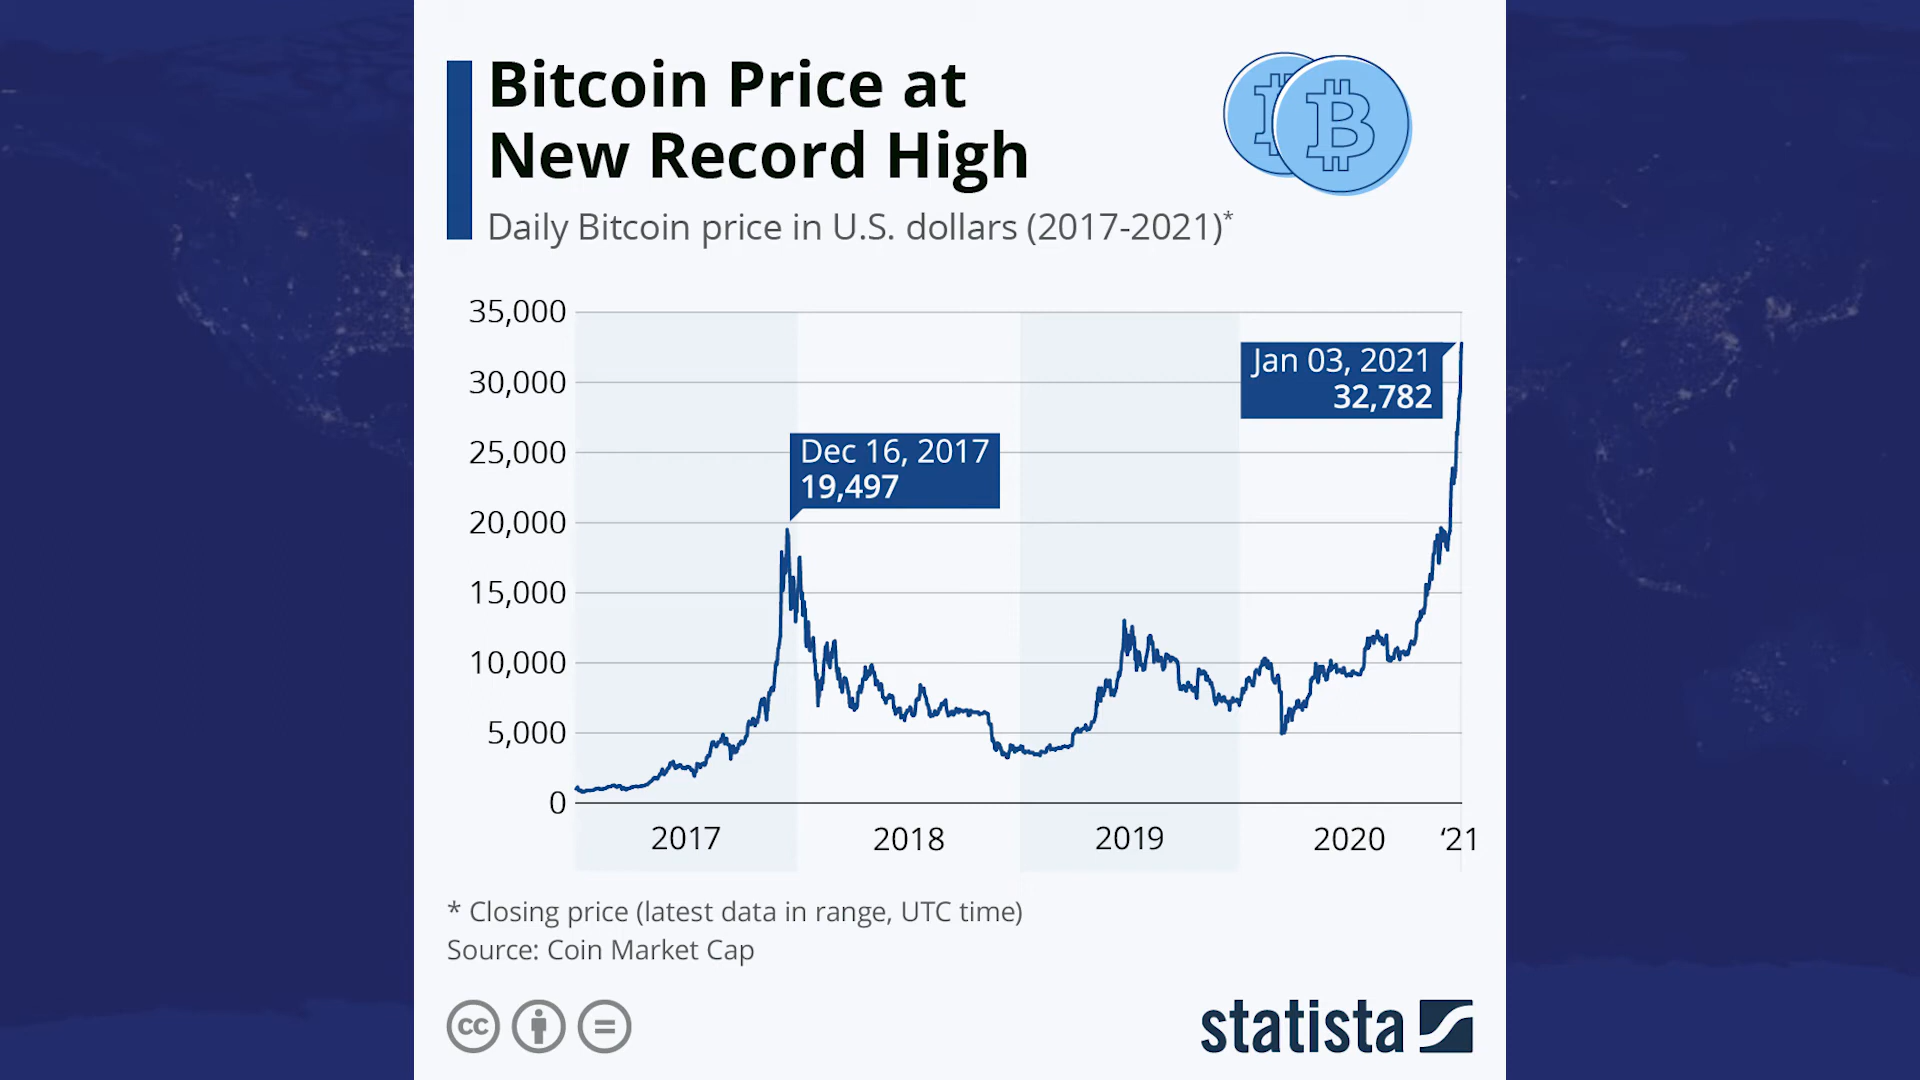 Bitcoin Price at
New Record High
Daily Bitcoin price in U.S. dollars (2017-2021)*
35,000
30,000
25,000
20,000
15,000
10,000
5,000
0
Jan 03, 2021
32,782
Dec 16, 2017
19,497
2017 2018 2019 2020 ‘21
* Closing price (latest data in range, UTC time)
Source: Coin Market Cap
cc
statista